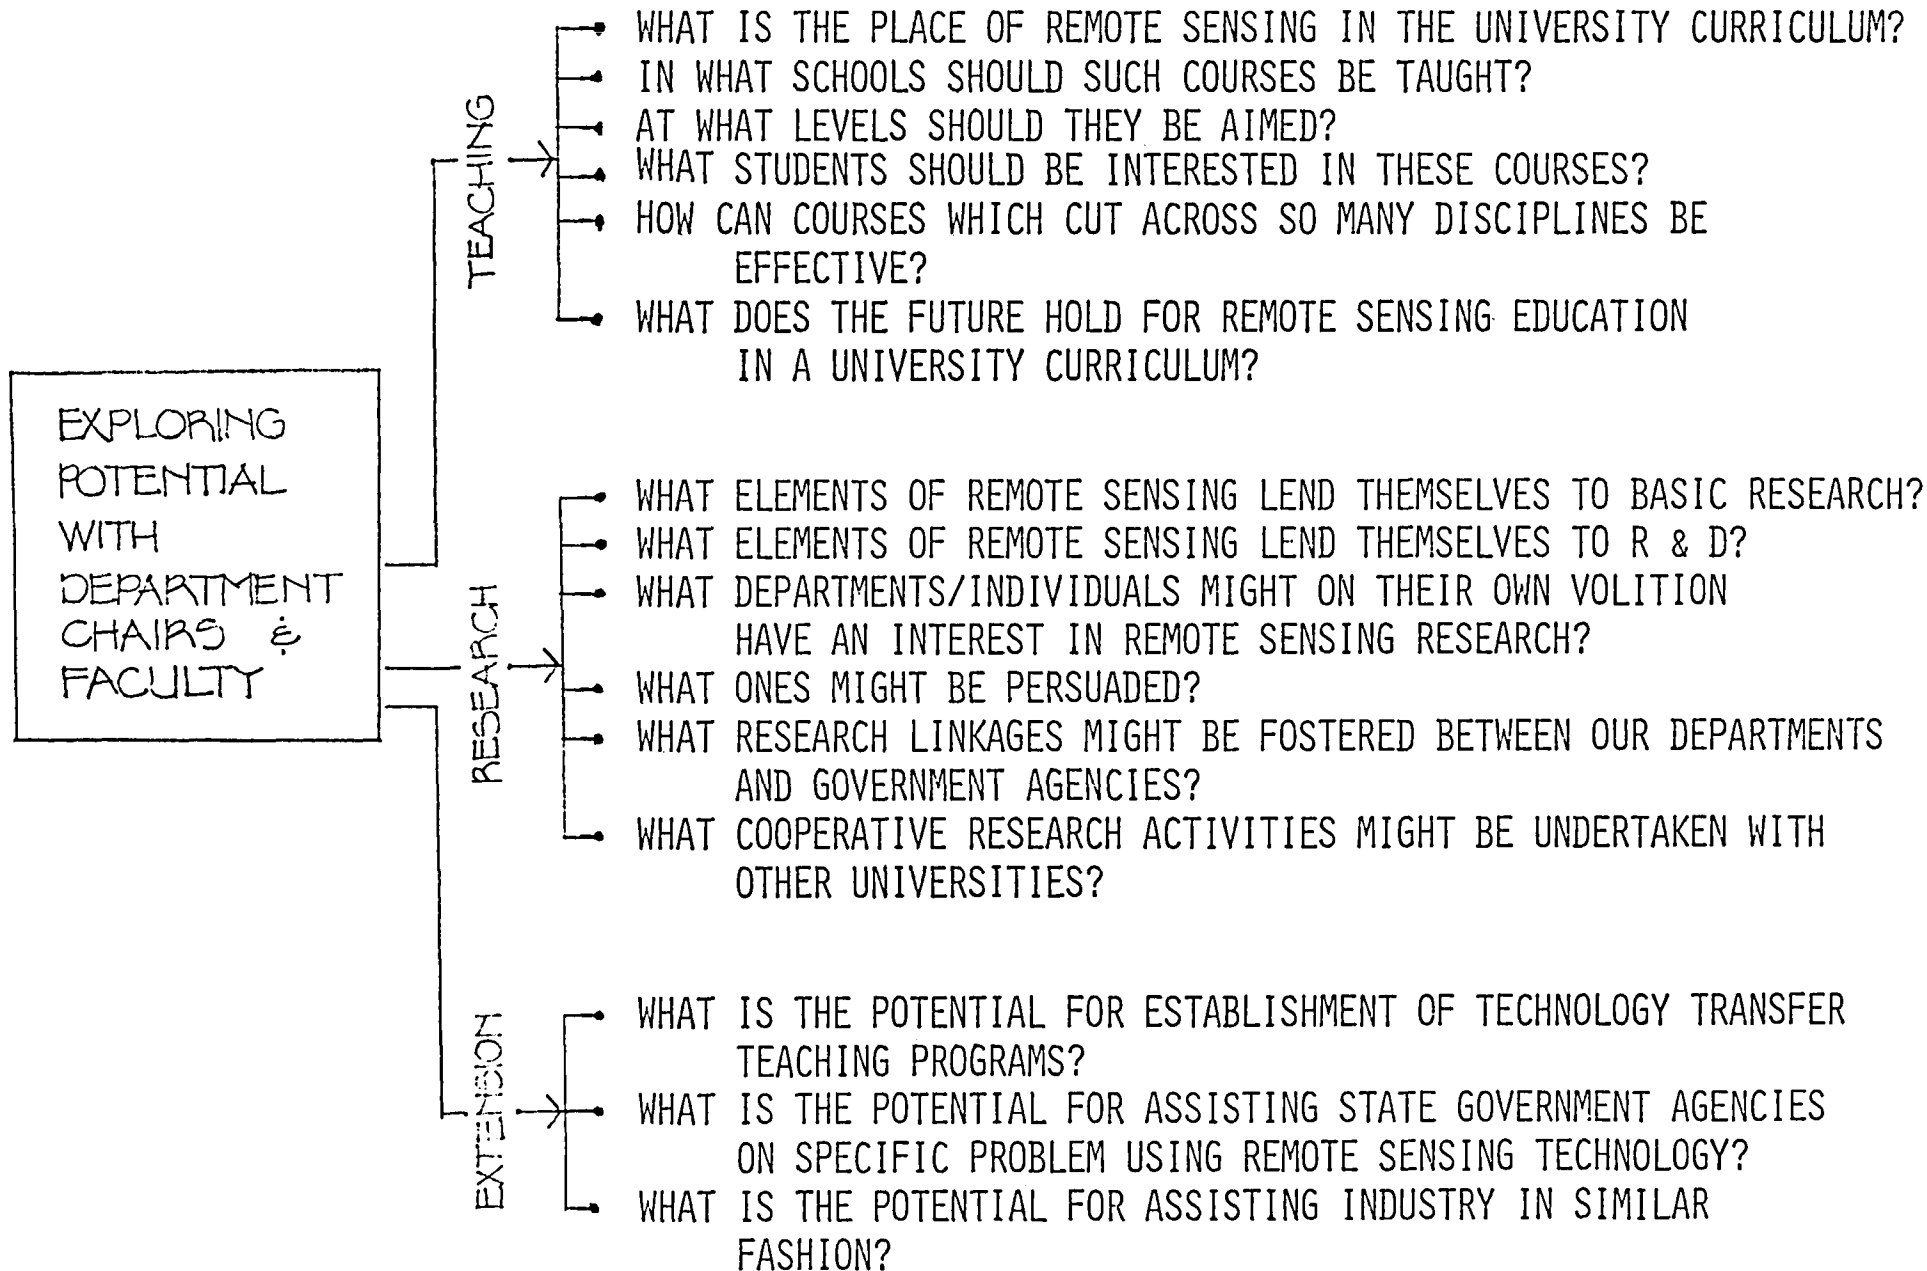 EXPLORING
POTENTIAL
WITH
DEPARTMENT
CHAIRS &
FACULTY
TEACHING
WHAT IS THE PLACE OF REMOTE SENSING IN THE UNIVERSITY CURRICULUM?
IN WHAT SCHOOLS SHOULD SUCH COURSES BE TAUGHT?
AT WHAT LEVELS SHOULD THEY BE AIMED?
WHAT STUDENTS SHOULD BE INTERESTED IN THESE COURSES?
HOW CAN COURSES WHICH CUT ACROSS SO MANY DISCIPLINES BE
EFFECTIVE?
WHAT DOES THE FUTURE HOLD FOR REMOTE SENSING EDUCATION
IN A UNIVERSITY CURRICULUM?
RESEARCH
WHAT ELEMENTS OF REMOTE SENSING LEND THEMSELVES TO BASIC RESEARCH?
WHAT ELEMENTS OF REMOTE SENSING LEND THEMSELVES TO R & D?
WHAT DEPARTMENTS/INDIVIDUALS MIGHT ON THEIR OWN VOLITION
HAVE AN INTEREST IN REMOTE SENSING RESEARCH?
WHAT ONES MIGHT BE PERSUADED?
WHAT RESEARCH LINKAGES MIGHT BE FOSTERED BETWEEN OUR DEPARTMENTS
AND GOVERNMENT AGENCIES?
WHAT COOPERATIVE RESEARCH ACTIVITIES MIGHT BE UNDERTAKEN WITH
OTHER UNIVERSITIES?
EXTENSION
WHAT IS THE POTENTIAL FOR ESTABLISHMENT OF TECHNOLOGY TRANSFER
TEACHING PROGRAMS?
WHAT IS THE POTENTIAL FOR ASSISTING STATE GOVERNMENT AGENCIES
ON SPECIFIC PROBLEM USING REMOTE SENSING TECHNOLOGY?
WHAT IS THE POTENTIAL FOR ASSISTING INDUSTRY IN SIMILAR
FASHION?